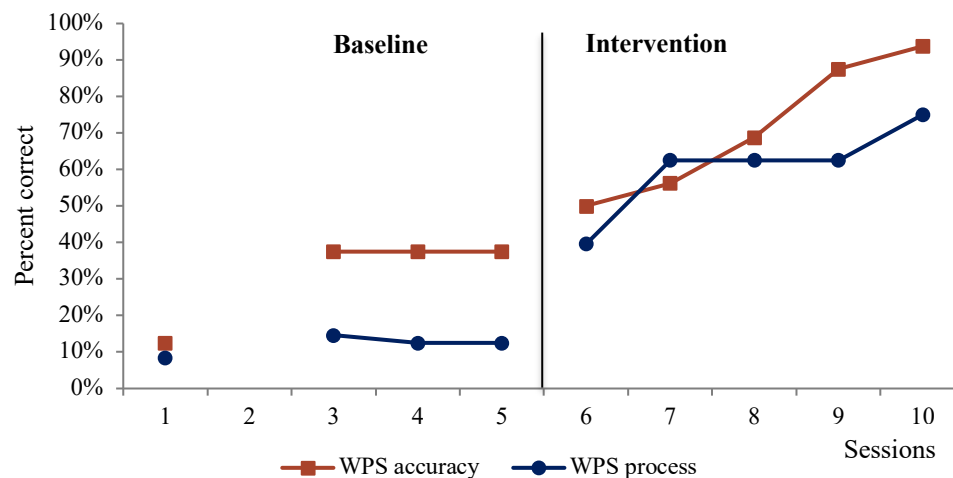 100%
90%
80%
70%
60%
50%
40%
30%
20%
10%
0%
Percent correct
Baseline
Intervention
1 2 3 4 5 6 7 8 9 10
Sessions
WPS accuracy WPS process